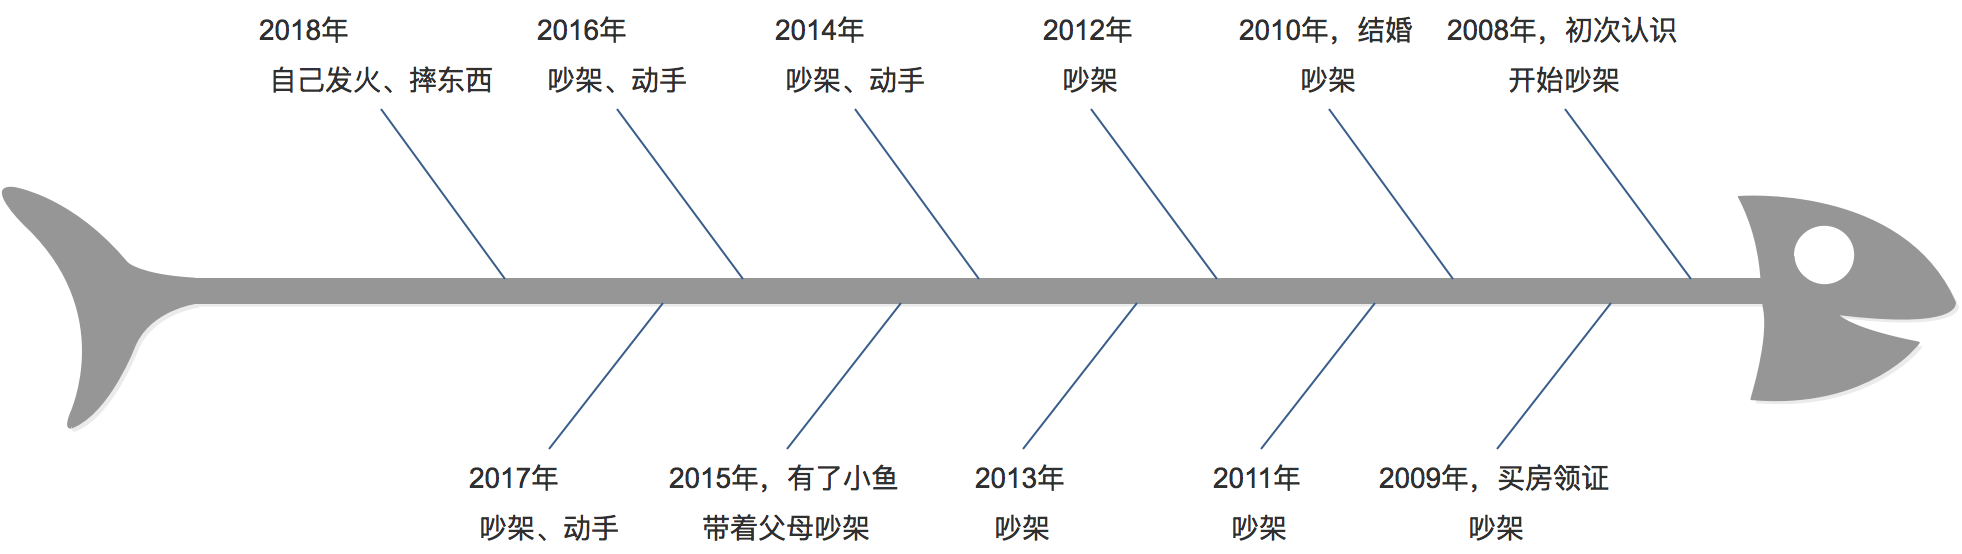 2018年
自己发火、摔东西
2016年
吵架、动手
2014年
吵架、动手
2012年
吵架
2010年，结婚
吵架
2008年，初次认识
开始吵架
2017年
吵架、动手
2015年，有了小鱼
带着父母吵架
2013年
吵架
2011年
吵架
2009年，买房领证
吵架